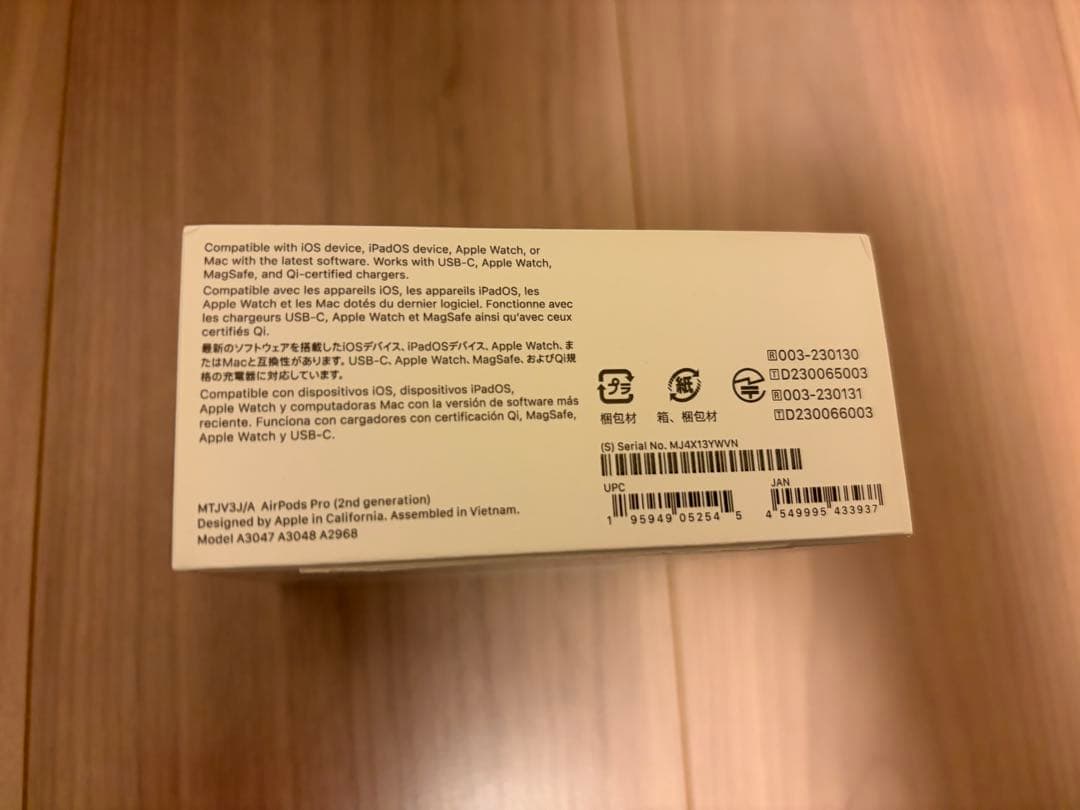 Compatible with iOS device, iPadOS device, Apple Watch, or
Mac with the latest software. Works with USB-C, Apple Watch,
MagSafe, and Qi-certified chargers.
Compatible avec les appareils iOS, les appareils iPadOS, les
Apple Watch et les Mac dotés du dernier logiciel. Fonctionne avec
les chargeurs USB-C, Apple Watch et MagSafe ainsi qu'avec ceux
certifiés Qi.
最新のソフトウェアを搭載したiOSデバイス、iPadOSデバイス、Apple Watch、ま
たはMacと互換性があります。USB-C、Apple Watch、MagSafe、およびQi規
格の充電器に対応しています。
Compatible con dispositivos iOS, dispositivos iPadOS,
Apple Watch y computadoras Mac con la versión de software más
reciente. Funciona con cargadores con certificación Qi, MagSafe,
Apple Watch y USB-C.
MTJV3J/A AirPods Pro (2nd generation)
Designed by Apple in California. Assembled in Vietnam.
Model A3047 A3048 A2968
プラ
梱包材
紙
箱、梱包材
R 003-230130
T D230065003
R 003-230131
T D230066003
(S) Serial No. MJ4X13YWVN
UPC
1 95949 05254 5
JAN
4 549995 433937